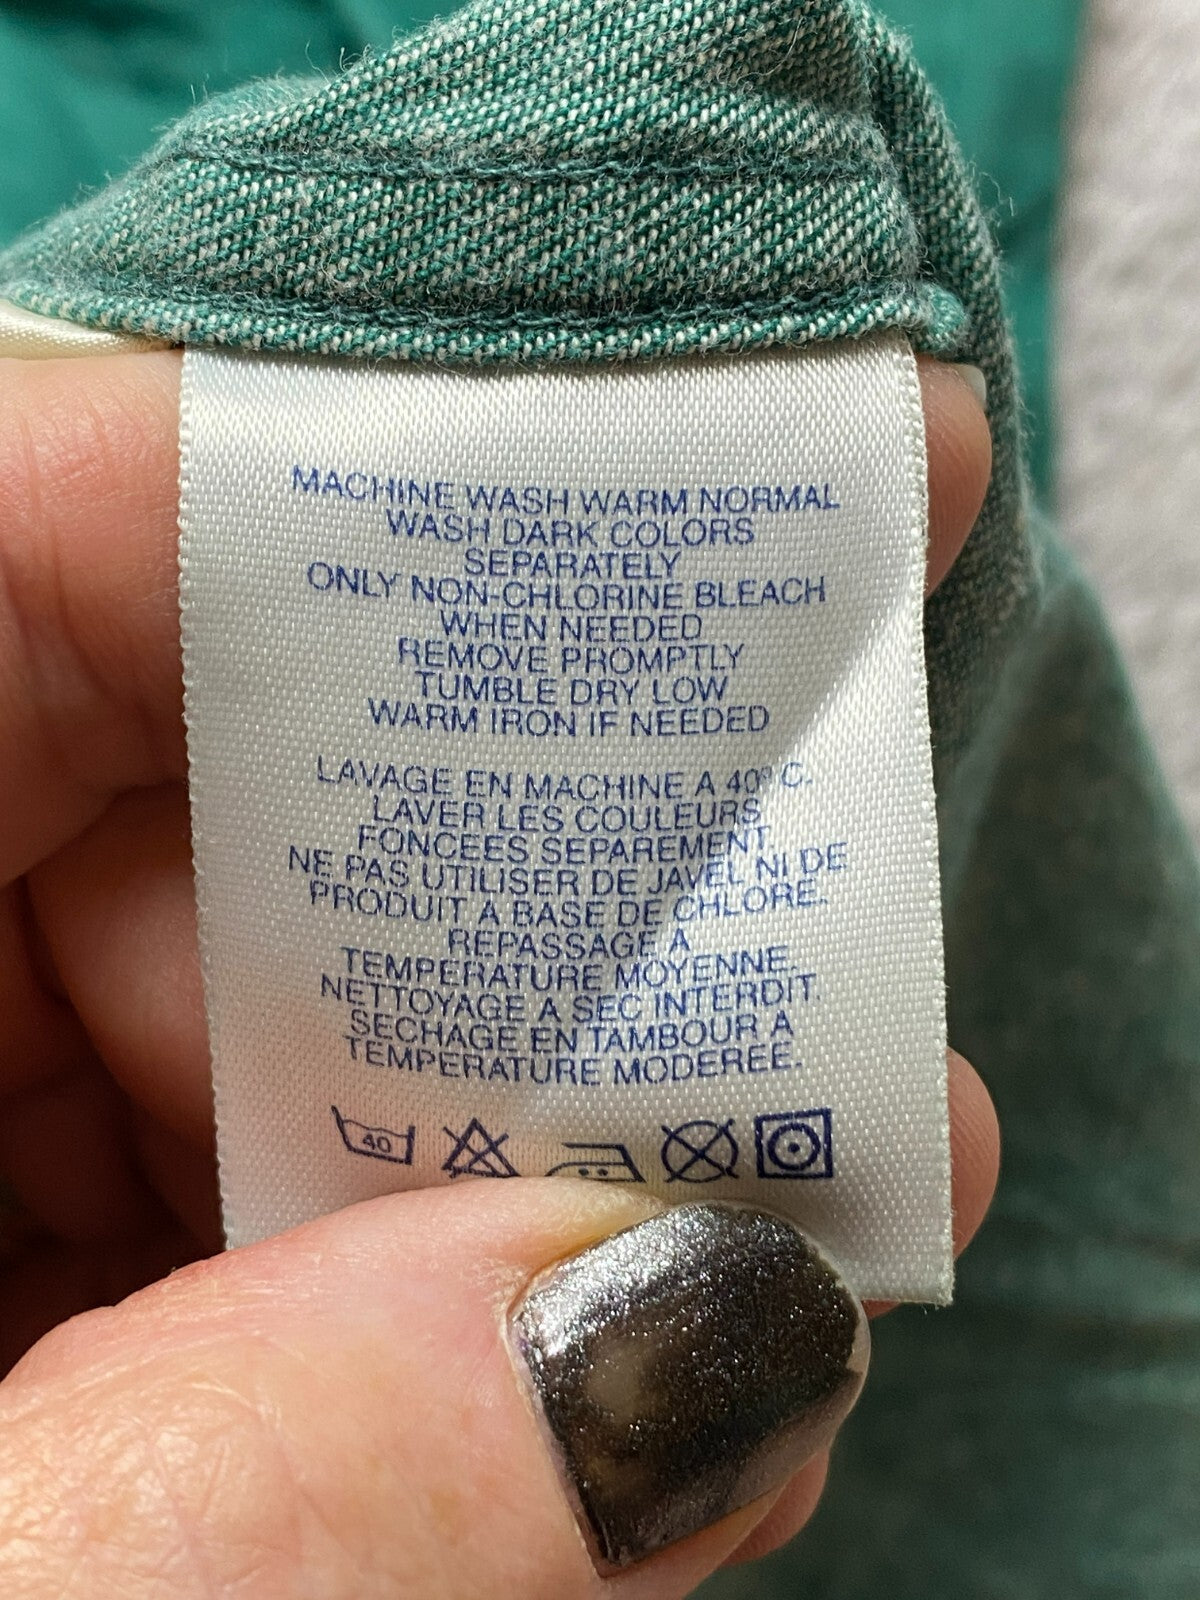 MACHINE WASH WARM NORMAL
WASH DARK COLORS
SEPARATELY
ONLY NON-CHLORINE BLEACH
WHEN NEEDED
REMOVE PROMPTLY
TUMBLE DRY LOW
WARM IRON IF NEEDED
LAVAGE EN MACHINE A 40º C.
LAVER LES COULEURS
FONCEES SEPAREMENT.
NE PAS UTILISER DE JAVEL NI DE
PRODUIT A BASE DE CHLORE.
REPASSAGE A
TEMPERATURE MOYENNE.
NETTOYAGE A SEC INTERDIT.
SECHAGE EN TAMBOUR A
TEMPERATURE MODEREE.
40